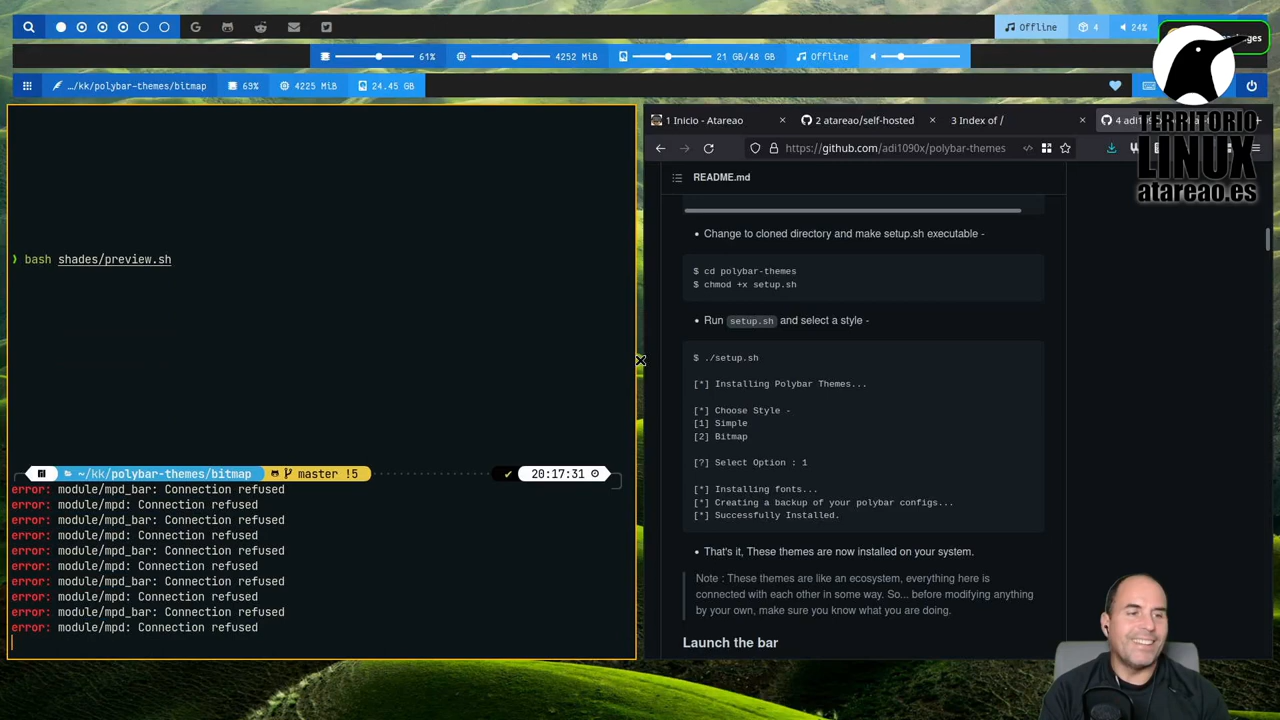 Offline
4
24%
61%
4252 MiB
21 GB/48 GB
Offline
…/kk/polybar-themes/bitmap
69%
4225 MiB
24.45 GB
TERRITORIO
LINUX
atareao.es
❯ bash shades/preview.sh
~/kk/polybar-themes/bitmap
master !5
20:17:31
error: module/mpd_bar: Connection refused
error: module/mpd: Connection refused
error: module/mpd_bar: Connection refused
error: module/mpd: Connection refused
error: module/mpd_bar: Connection refused
error: module/mpd: Connection refused
error: module/mpd_bar: Connection refused
error: module/mpd: Connection refused
error: module/mpd_bar: Connection refused
error: module/mpd: Connection refused
1 Inicio - Atareao
2 atareao/self-hosted
3 Index of /
https://github.com/adi1090x/polybar-themes
README.md
• Change to cloned directory and make setup.sh executable -
$ cd polybar-themes
$ chmod +x setup.sh
• Run setup.sh and select a style -
$ ./setup.sh
[*] Installing Polybar Themes...
[*] Choose Style -
[1] Simple
[2] Bitmap
[?] Select Option : 1
[*] Installing fonts...
[*] Creating a backup of your polybar configs...
[*] Successfully Installed.
• That's it, These themes are now installed on your system.
Note : These themes are like an ecosystem, everything here is
connected with each other in some way. So... before modifying anything
by your own, make sure you know what you are doing.
Launch the bar